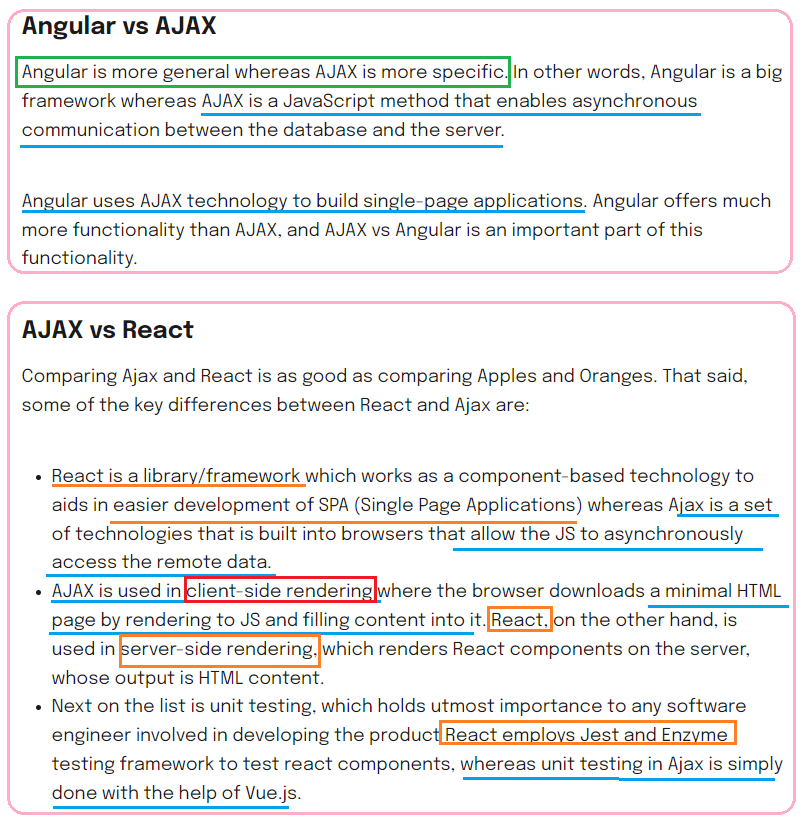 Angular vs AJAX
Angular is more general whereas AJAX is more specific. In other words, Angular is a big
framework whereas AJAX is a JavaScript method that enables asynchronous
communication between the database and the server.
Angular uses AJAX technology to build single-page applications. Angular offers much
more functionality than AJAX, and AJAX vs Angular is an important part of this
functionality.
AJAX vs React
Comparing Ajax and React is as good as comparing Apples and Oranges. That said,
some of the key differences between React and Ajax are:
• React is a library/framework which works as a component-based technology to
aids in easier development of SPA (Single Page Applications) whereas Ajax is a set
of technologies that is built into browsers that allow the JS to asynchronously
access the remote data.
• AJAX is used in client-side rendering where the browser downloads a minimal HTML
page by rendering to JS and filling content into it. React, on the other hand, is
used in server-side rendering, which renders React components on the server,
whose output is HTML content.
• Next on the list is unit testing, which holds utmost importance to any software
engineer involved in developing the product React employs Jest and Enzyme
testing framework to test react components, whereas unit testing in Ajax is simply
done with the help of Vue.js.